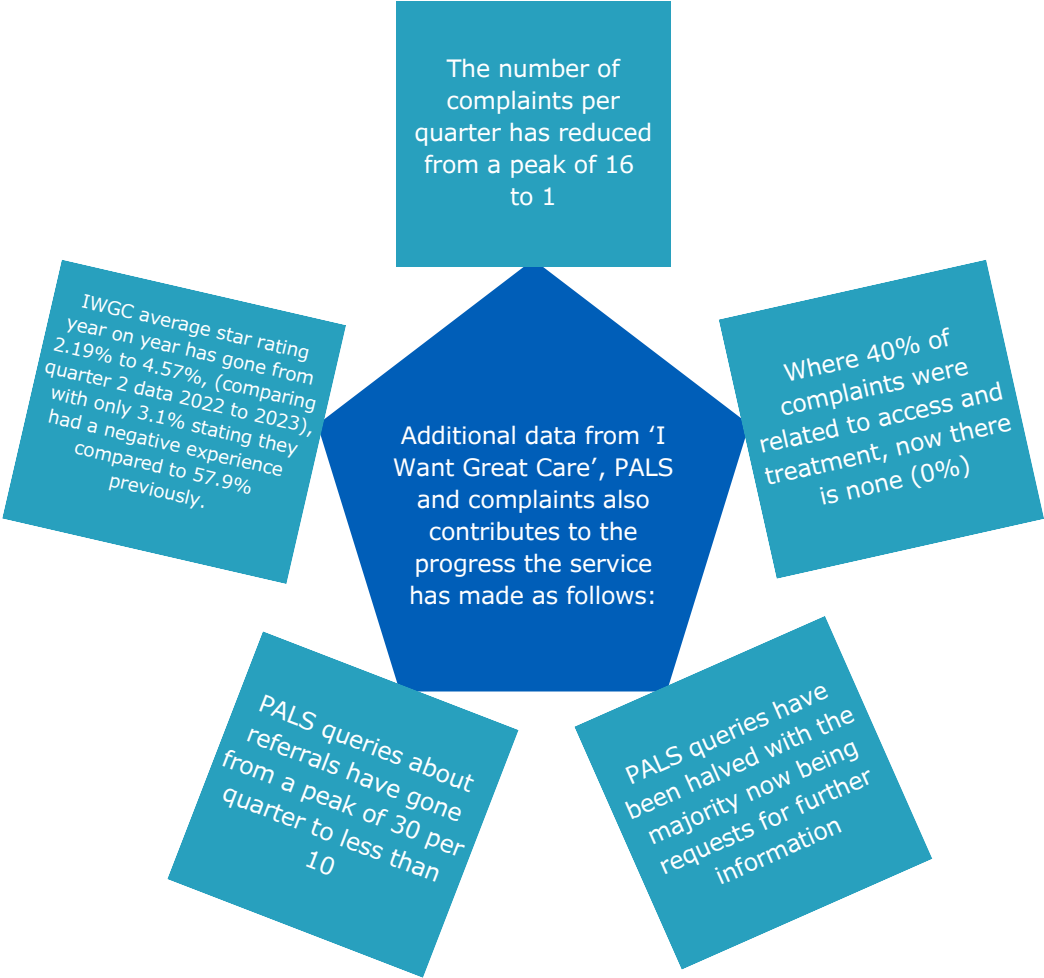 The number of
complaints per
quarter has reduced
from a peak of 16
to 1
Where 40% of
complaints were
related to access and
treatment, now there
is none (0%)
PALS queries have
been halved with the
majority now being
requests for further
information
PALS queries about
referrals have gone
from a peak of 30 per
quarter to less than
10
IWGC average star rating
year on year has gone from
2.19% to 4.57%, (comparing
quarter 2 data 2022 to 2023),
with only 3.1% stating they
had a negative experience
compared to 57.9%
previously.
Additional data from ‘I
Want Great Care’, PALS
and complaints also
contributes to the
progress the service
has made as follows: